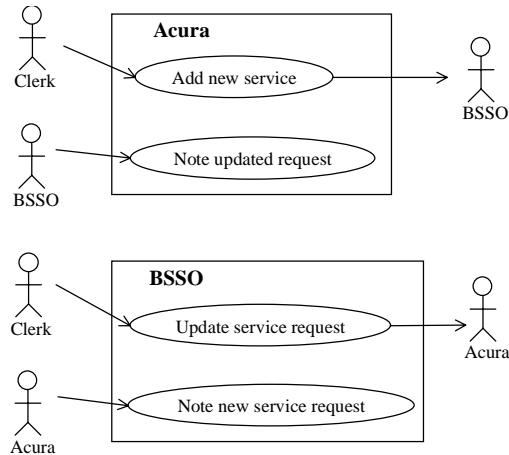 Acura
Clerk
Add new service
BSSO
BSSO
Note updated request
BSSO
Clerk
Update service request
Acura
Acura
Note new service request